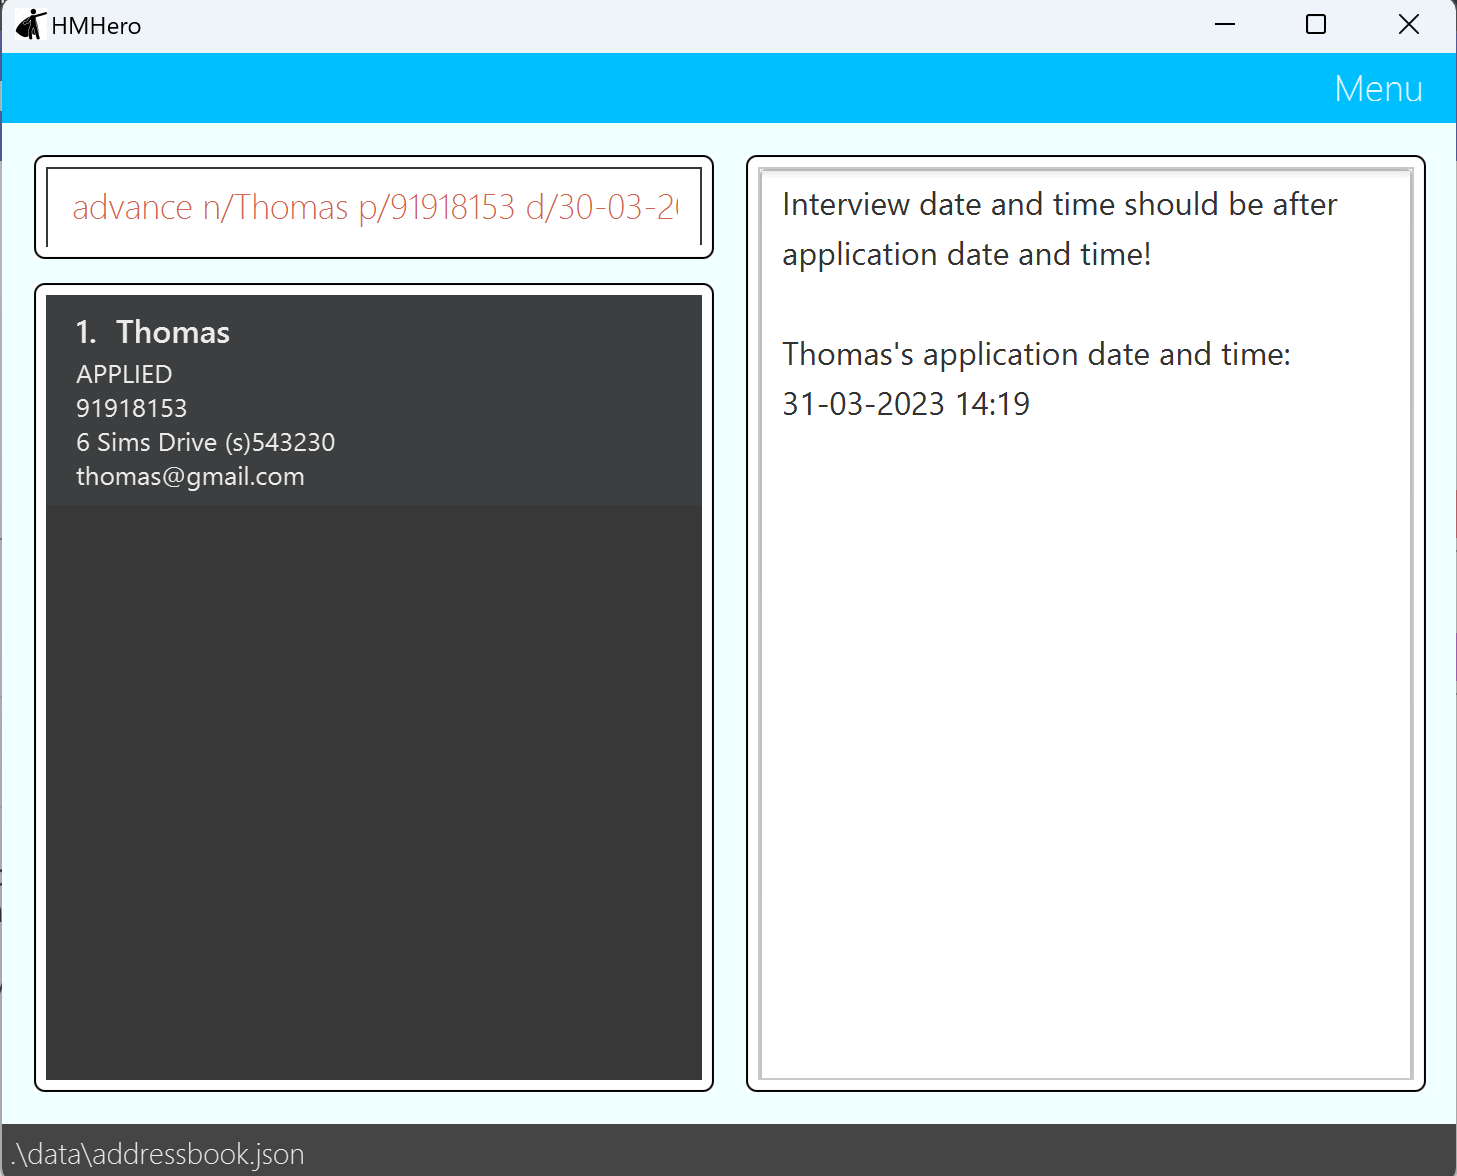 HMHero
Menu
advance n/Thomas p/91918153 d/30-03-20
1. Thomas
APPLIED
91918153
6 Sims Drive (s)543230
thomas@gmail.com
Interview date and time should be after
application date and time!
Thomas's application date and time:
31-03-2023 14:19
.\data\addressbook.json